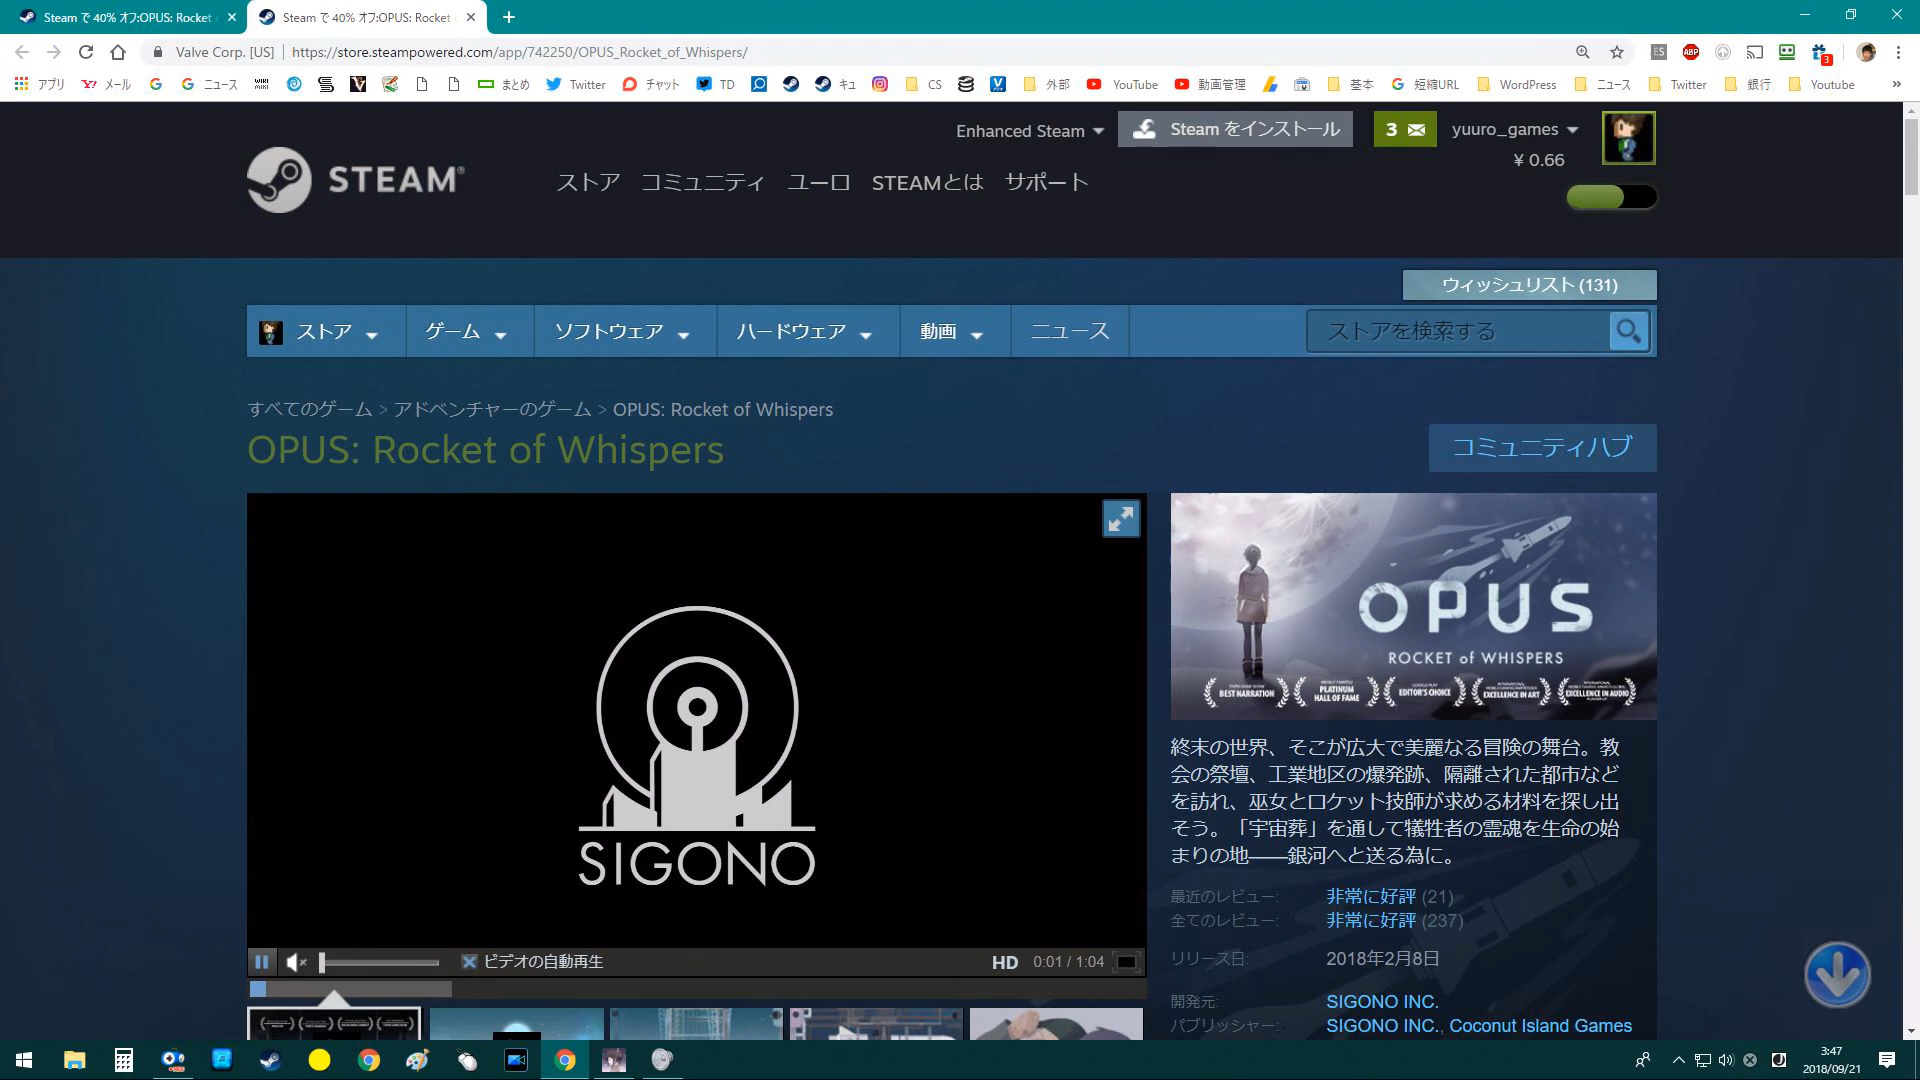 Steam で 40% オフ:OPUS: Rocket
Steam で 40% オフ:OPUS: Rocket
Valve Corp. [US]
https://store.steampowered.com/app/742250/OPUS_Rocket_of_Whispers/
ES
ABP
3
アプリ
メール
ニュース
まとめ
Twitter
チャット
TD
キュ
CS
外部
YouTube
動画管理
基本
短縮URL
WordPress
ニュース
Twitter
銀行
Youtube
»
Enhanced Steam
Steam をインストール
3
yuuro_games
¥ 0.66
STEAM®
ストア
コミュニティ
ユーロ
STEAMとは
サポート
ウィッシュリスト (131)
ストア
ゲーム
ソフトウェア
ハードウェア
動画
ニュース
ストアを検索する
すべてのゲーム > アドベンチャーのゲーム > OPUS: Rocket of Whispers
OPUS: Rocket of Whispers
コミュニティハブ
SIGONO
ビデオの自動再生
HD
0:01 / 1:04
OPUS
ROCKET of WHISPERS
BEST NARRATION
PLATINUM
HALL OF FAME
EDITOR'S CHOICE
EXCELLENCE IN ART
EXCELLENCE IN AUDIO
終末の世界、そこが広大で美麗なる冒険の舞台。教
会の祭壇、工業地区の爆発跡、隔離された都市など
を訪れ、巫女とロケット技師が求める材料を探し出
そう。「宇宙葬」を通して犠牲者の霊魂を生命の始
まりの地——銀河へと送る為に。
最近のレビュー: 非常に好評 (21)
全てのレビュー: 非常に好評 (237)
リリース日: 2018年2月8日
開発元: SIGONO INC.
パブリッシャー: SIGONO INC., Coconut Island Games
3:47
2018/09/21